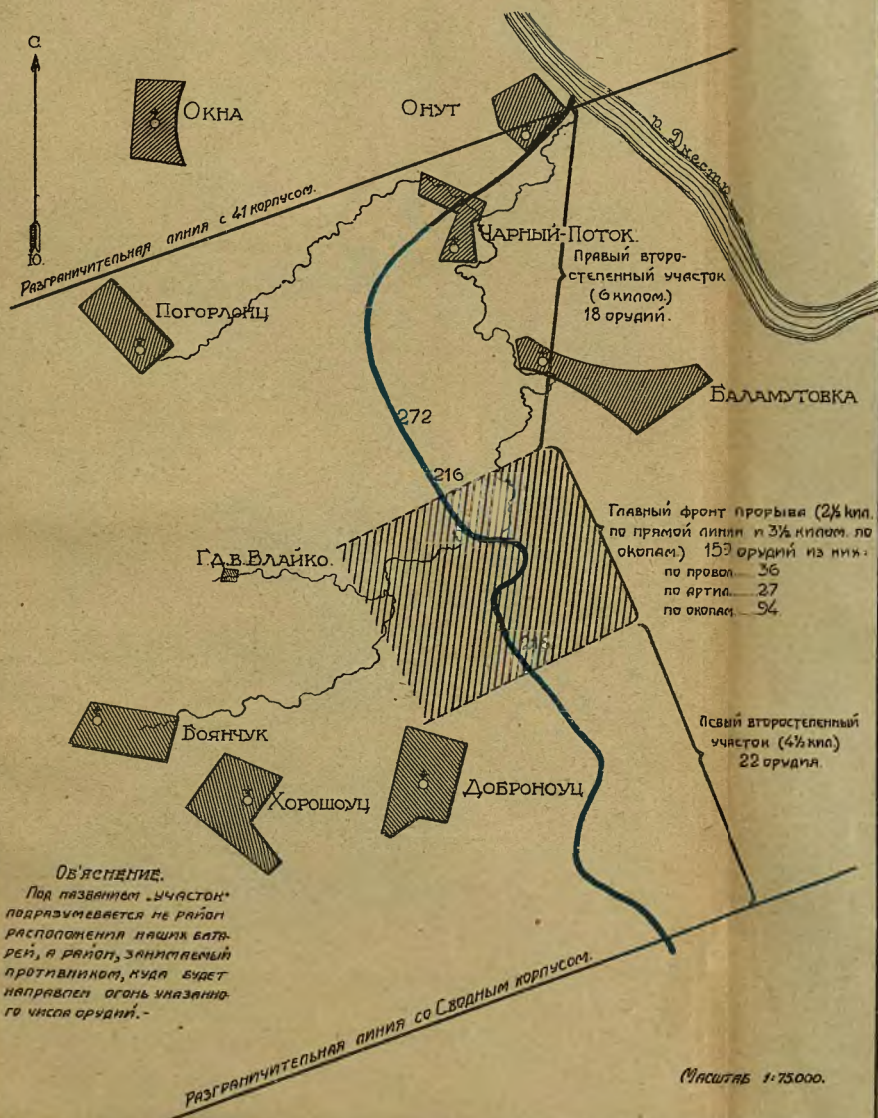 С.
Окна
Онут
р. Днестр
Разграничительная линия с 41 корпусом.
Ю.
Чарный-Поток.
Правый второ-
степенный участок
(6 килом.)
18 орудий.
Погорлоиц
Баламутовка
272
216
Главный фронт прорыва (2½ кил.
по прямой линии и 3½ килом. по
окопам.) орудий из них:
по провол. 36
по артил. 27
по окопам. 94
Г.д.в. Влайко.
Левый второстепенный
участок (4½ кил.)
22 орудия.
Боянчук
Хорошоуц
Доброноуц
Об'яснение.
Под названием „участок"
подразумевается не район
расположения наших бата-
рей, а район, занимаемый
противником, куда будет
направлен огонь указанно-
го числа орудий.-
Разграничительная линия со Сводным корпусом.
Масштаб 1:75000.